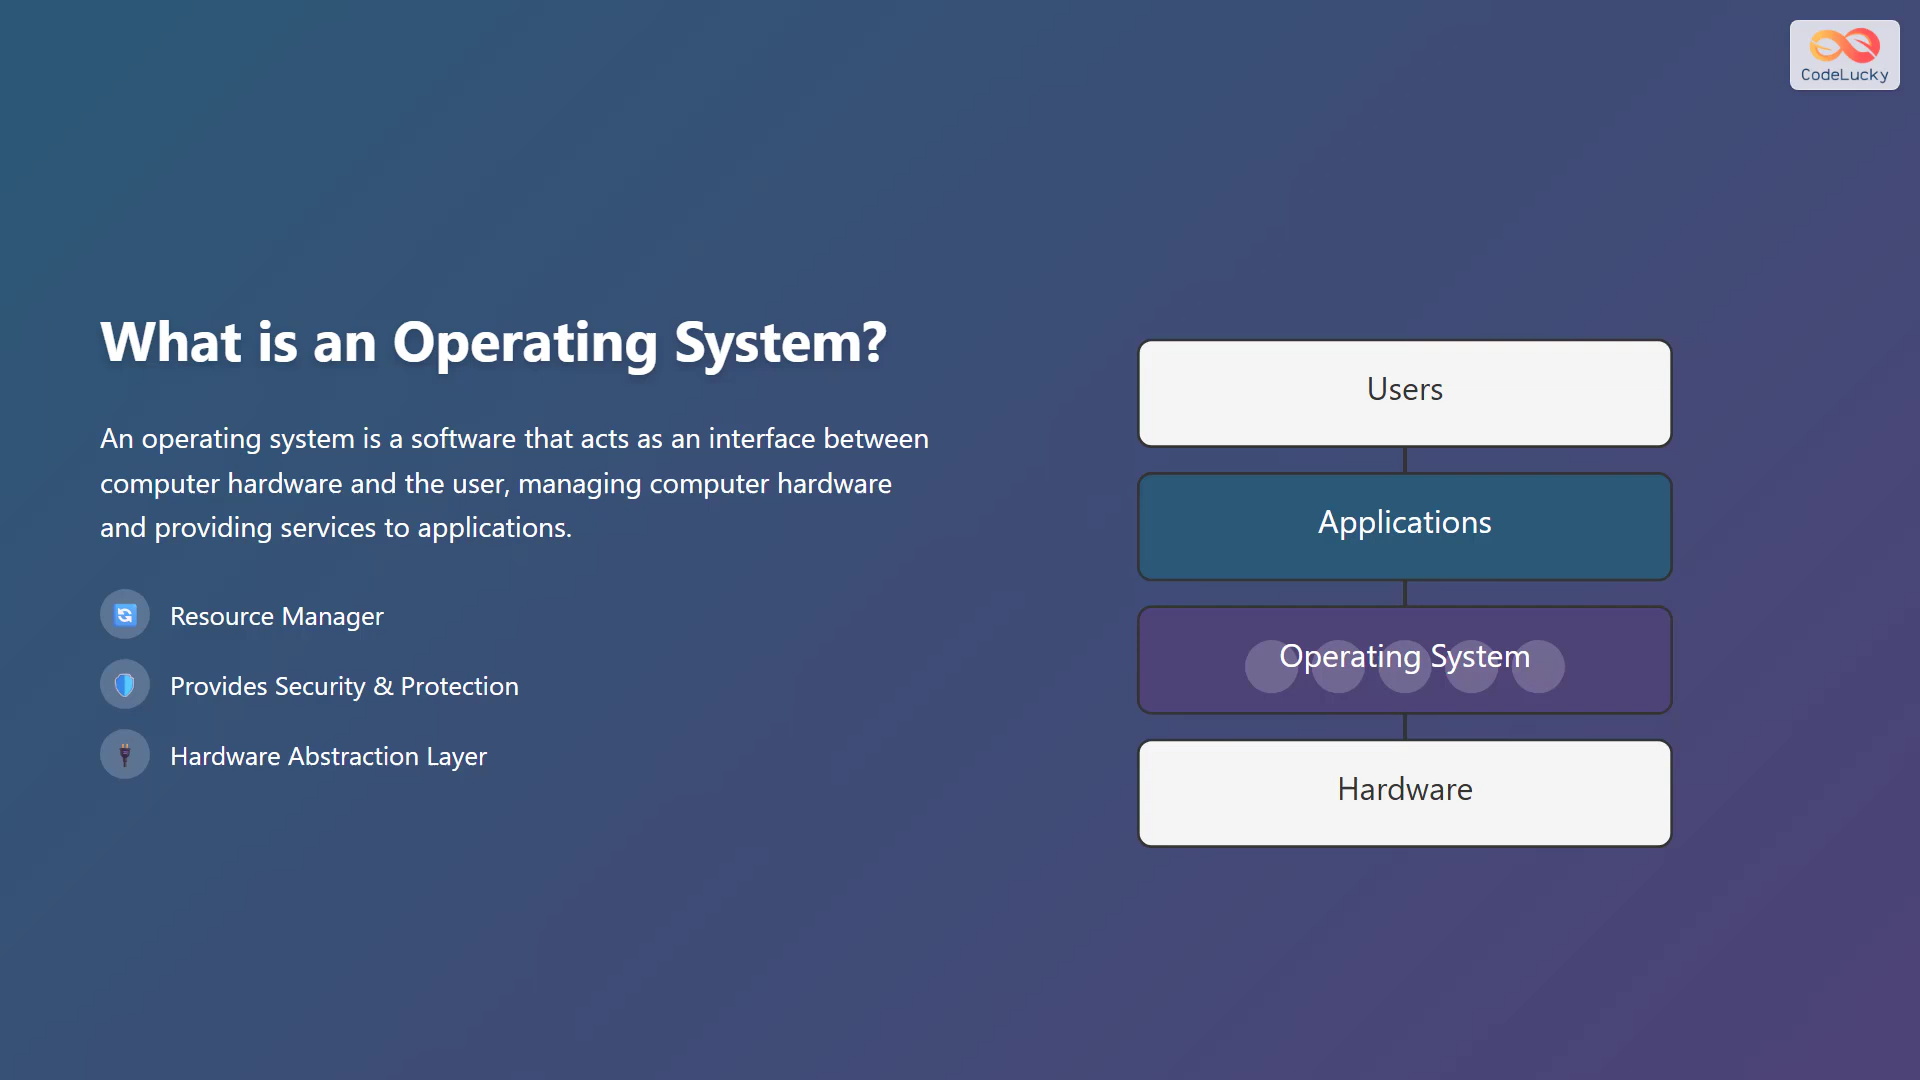 CodeLucky
What is an Operating System?
An operating system is a software that acts as an interface between
computer hardware and the user, managing computer hardware
and providing services to applications.
Resource Manager
Provides Security & Protection
Hardware Abstraction Layer
Users
Applications
Operating System
Hardware